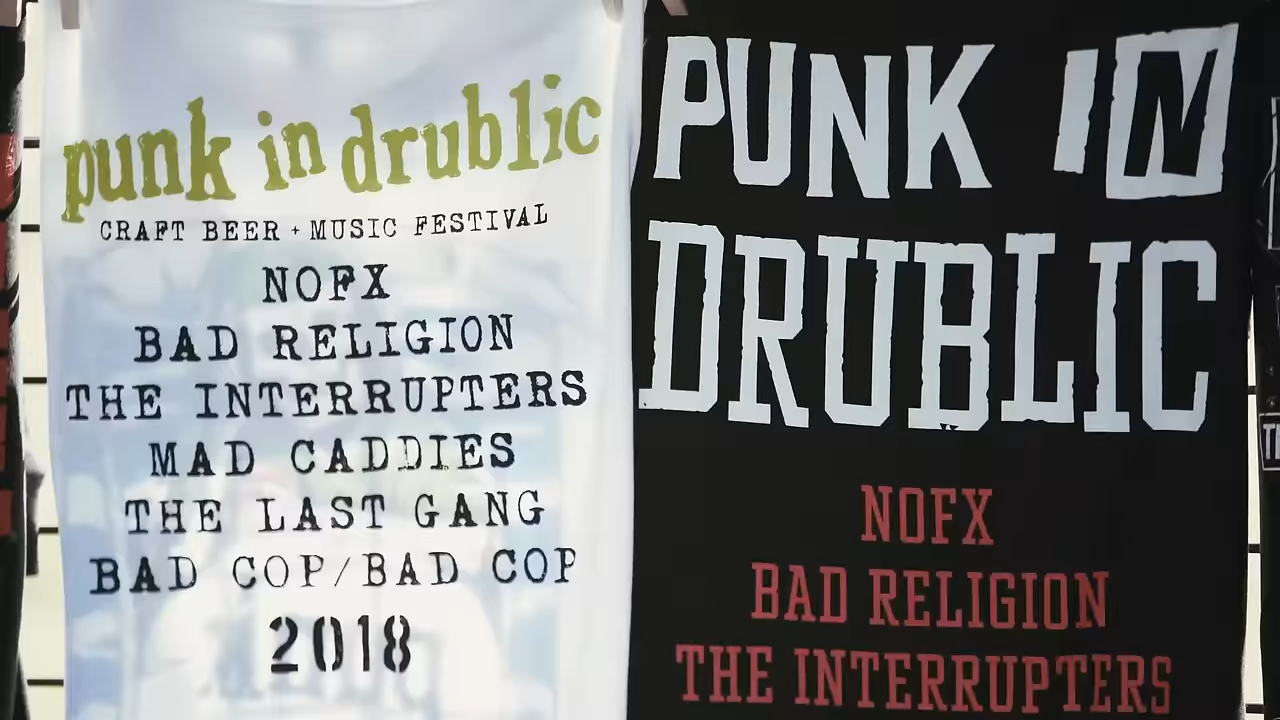 punk in drublic
CRAFT BEER + MUSIC FESTIVAL
NOFX
BAD RELIGION
THE INTERRUPTERS
MAD CADDIES
THE LAST GANG
BAD COP/BAD COP
2018
PUNK IN
DRUBLIC
NOFX
BAD RELIGION
THE INTERRUPTERS